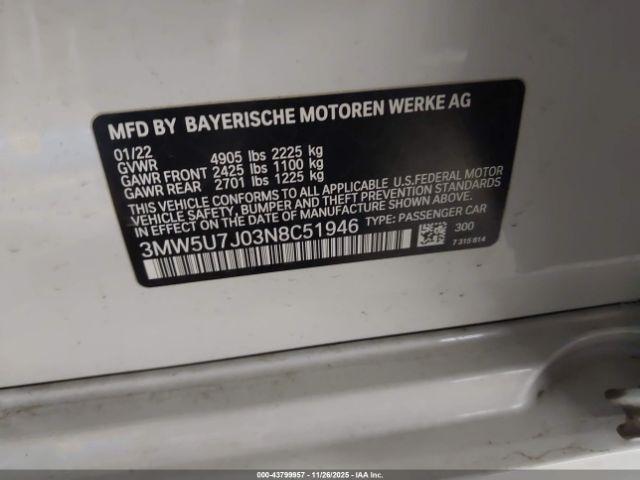 MFD BY BAYERISCHE MOTOREN WERKE AG
01/22
GVWR 4905 lbs 2225 kg
GAWR FRONT 2425 lbs 1100 kg
GAWR REAR 2701 lbs 1225 kg
THIS VEHICLE CONFORMS TO ALL APPLICABLE U.S.FEDERAL MOTOR
VEHICLE SAFETY, BUMPER AND THEFT PREVENTION STANDARDS
IN EFFECT ON THE DATE OF MANUFACTURE SHOWN ABOVE.
3MW5U7J03N8C51946 TYPE: PASSENGER CAR
300
7 315 614
000-43799957 - 11/26/2025 - Copyright IAA, Inc.